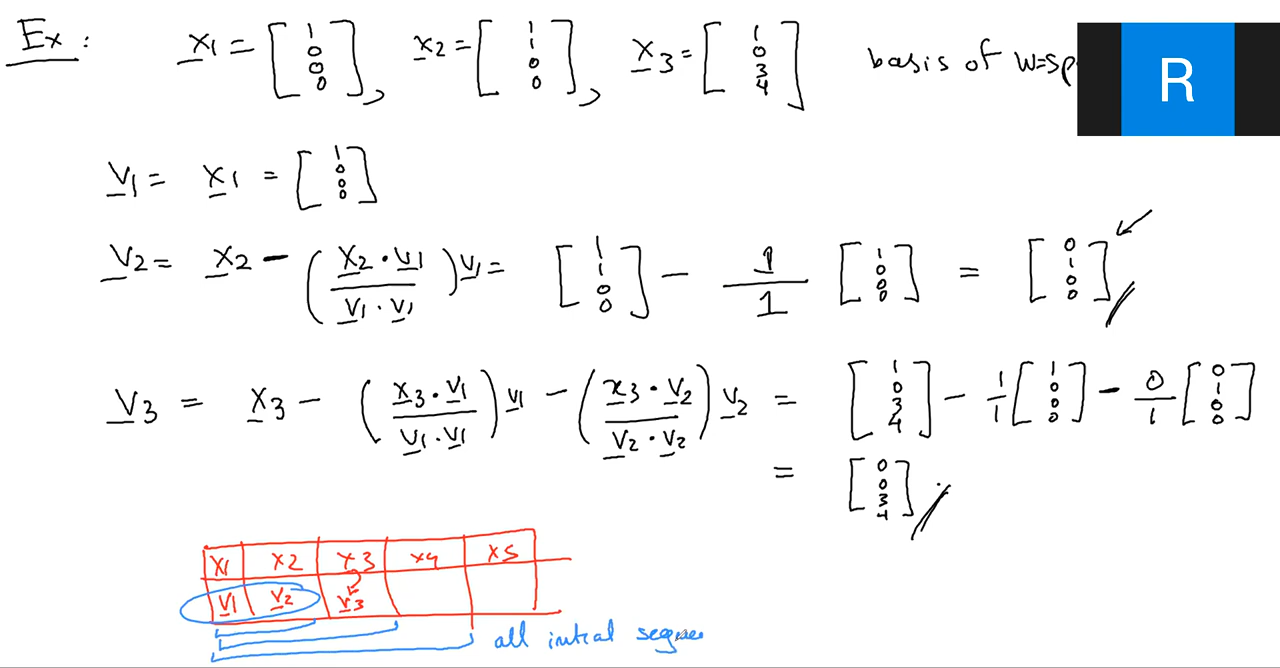 Ex: x1 = [1 0 0 0], x2 = [1 1 0 0], x3 = [1 0 3 4] basis of W=sp
R
v1 = x1 = [1 0 0 0]
v2 = x2 - (x2 · v1 / v1 · v1) v1 = [1 1 0 0] - 1/1 [1 0 0 0] = [0 1 0 0]
v3 = x3 - (x3 · v1 / v1 · v1) v1 - (x3 · v2 / v2 · v2) v2 = [1 0 3 4] - 1/1 [1 0 0 0] - 0/1 [0 1 0 0]
= [0 0 3 4]
x1 x2 x3 x4 x5
v1 v2 v3
all initial segme